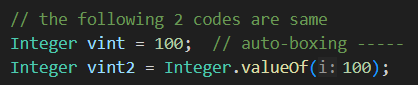 // the following 2 codes are same
Integer vint = 100;  // auto-boxing -----
Integer vint2 = Integer.valueOf(i: 100);